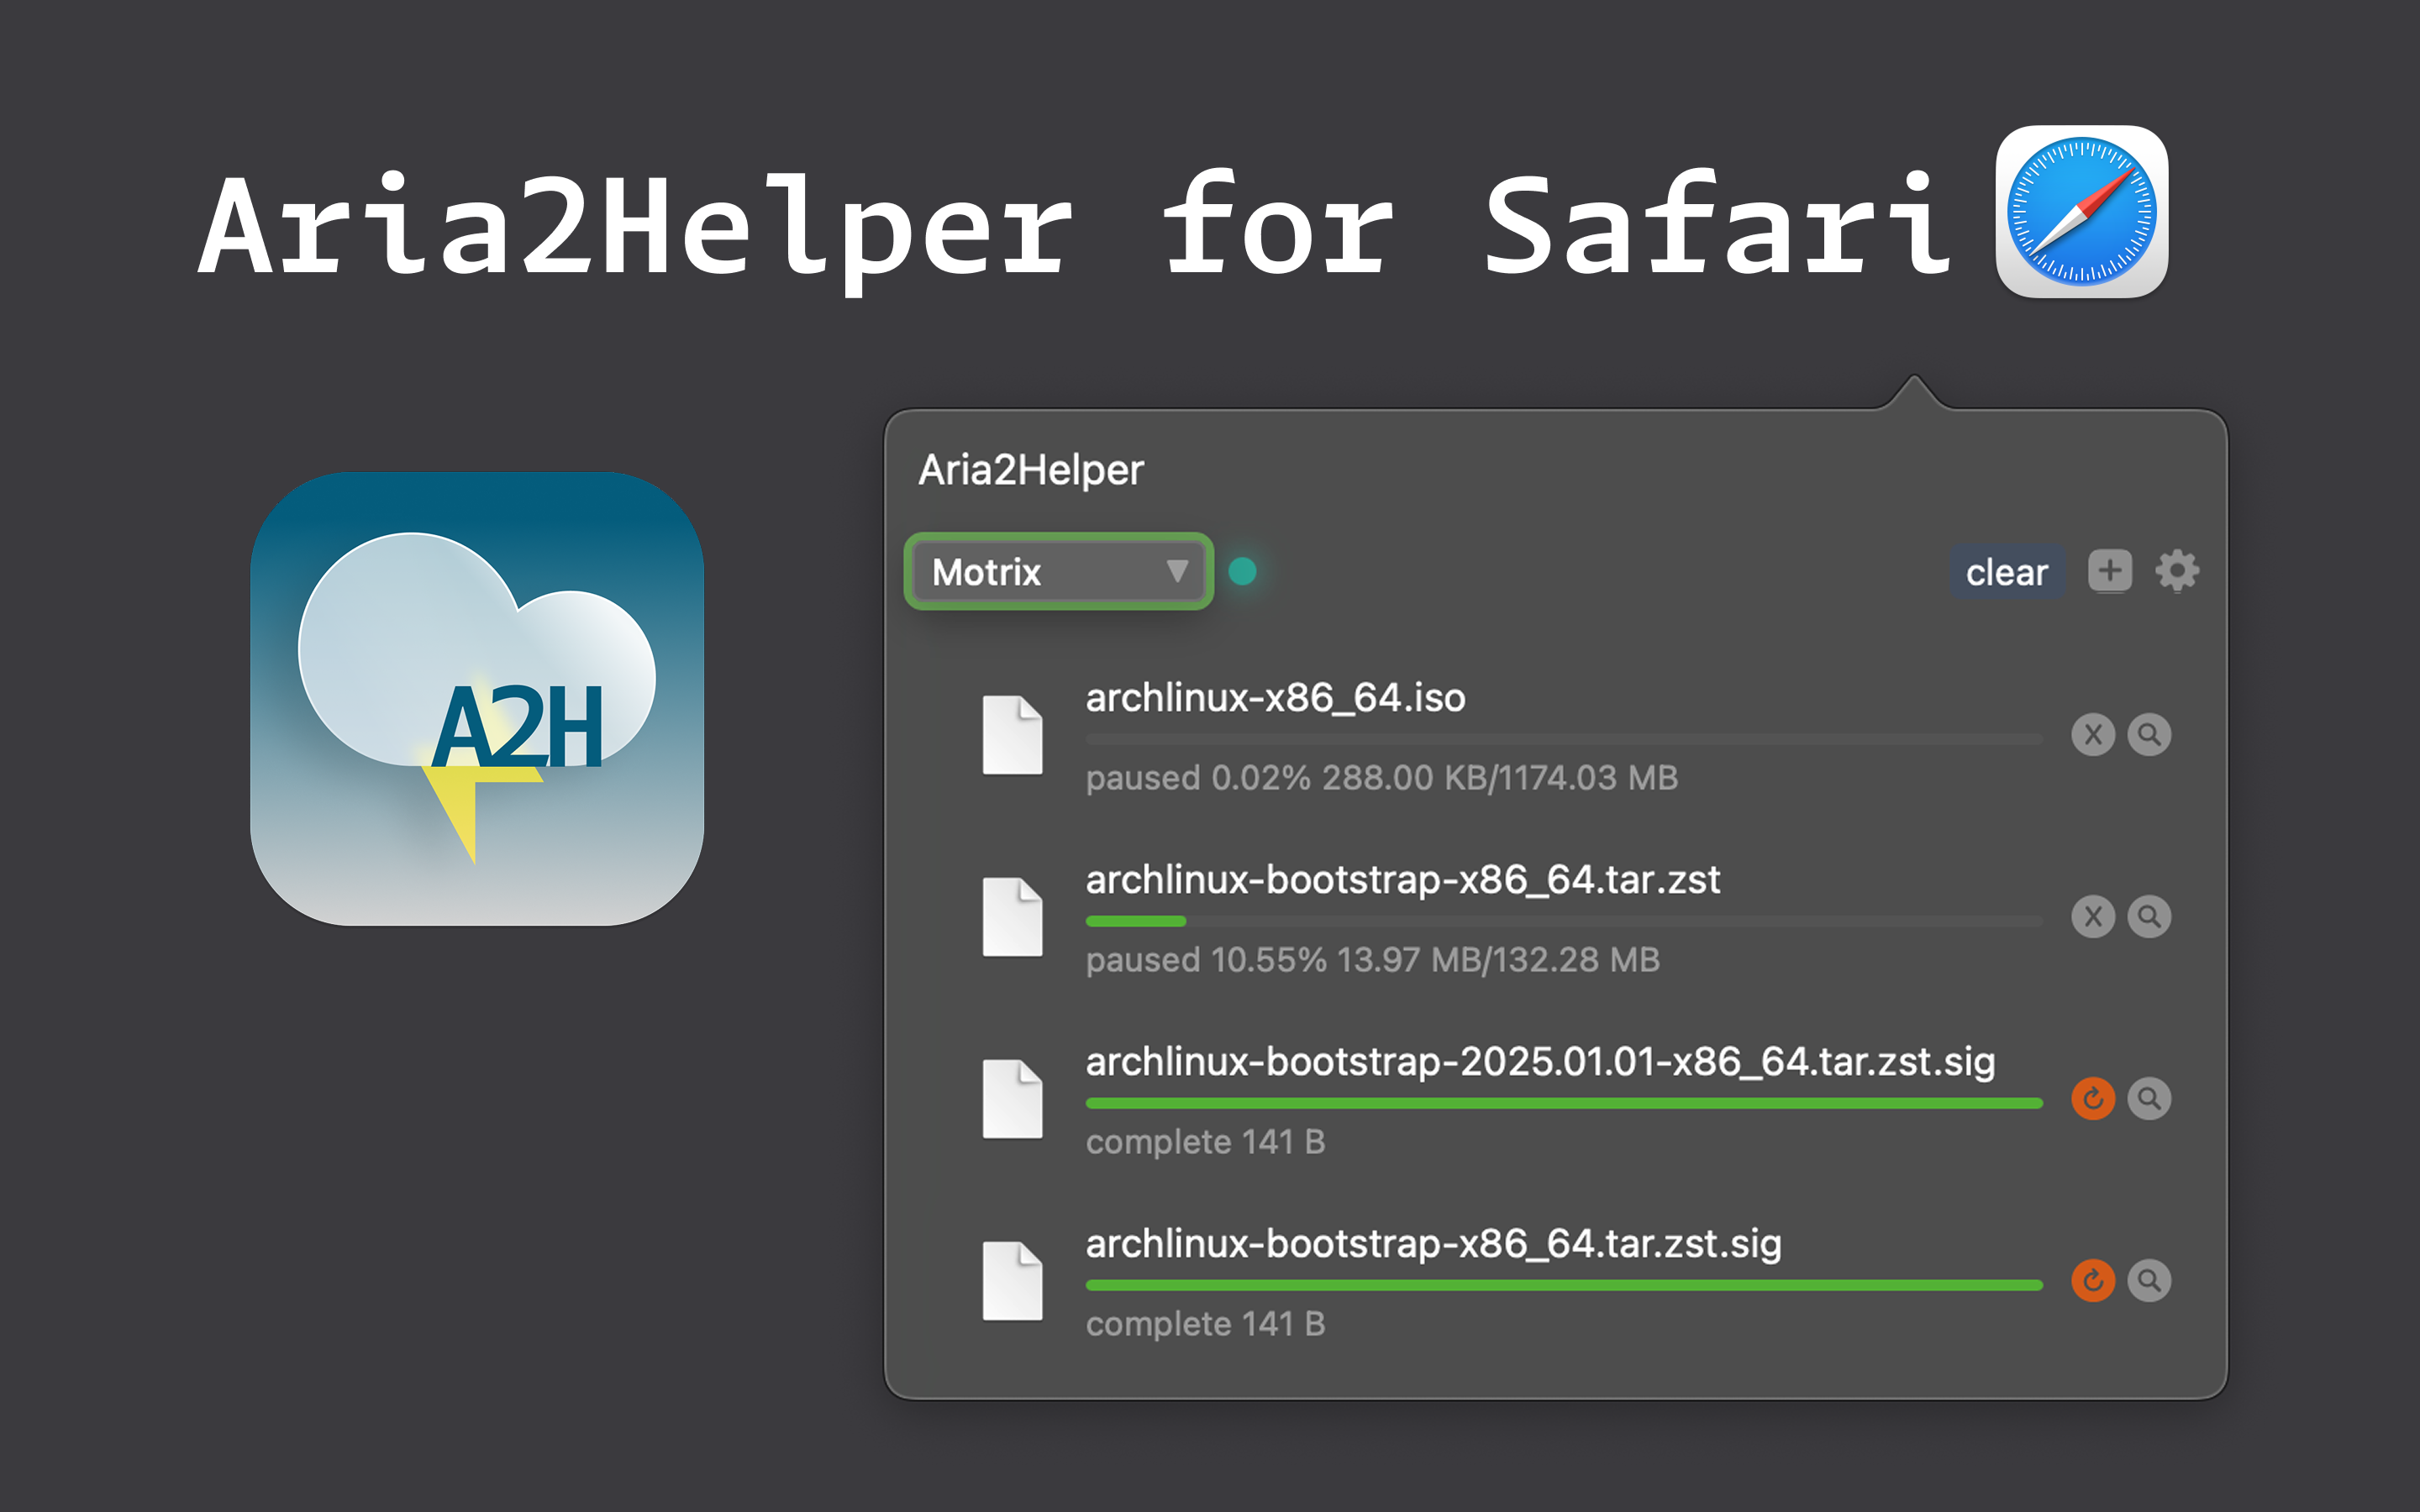 Aria2Helper for Safari
A2H
Aria2Helper
Motrix
clear
archlinux-x86_64.iso
paused 0.02% 288.00 KB/1174.03 MB
archlinux-bootstrap-x86_64.tar.zst
paused 10.55% 13.97 MB/132.28 MB
archlinux-bootstrap-2025.01.01-x86_64.tar.zst.sig
complete 141 B
archlinux-bootstrap-x86_64.tar.zst.sig
complete 141 B